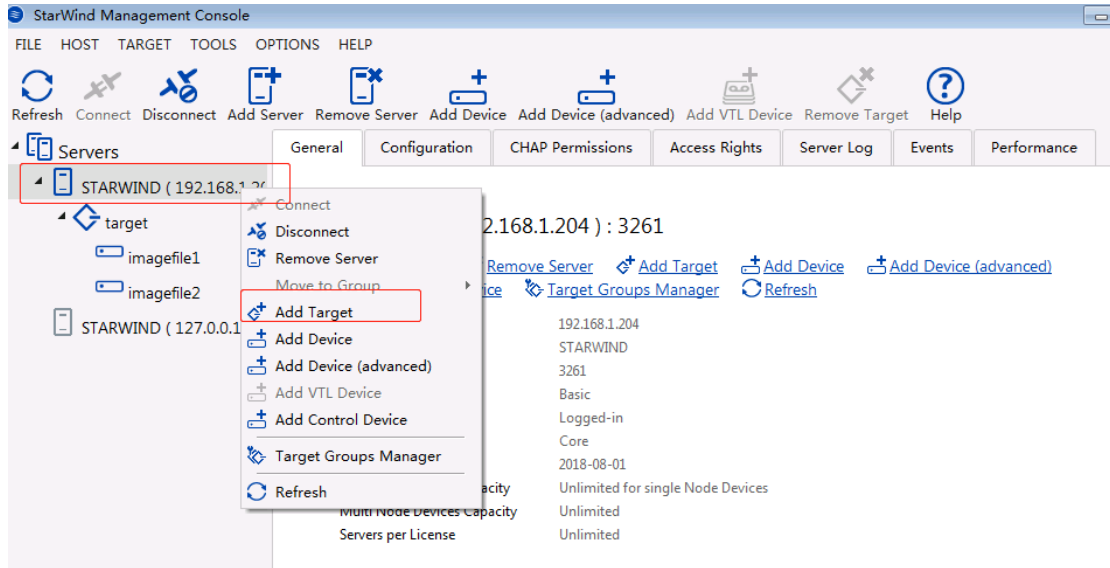 StarWind Management Console
FILE HOST TARGET TOOLS OPTIONS HELP
Refresh Connect Disconnect Add Server Remove Server Add Device Add Device (advanced) Add VTL Device Remove Target Help
Servers
General Configuration CHAP Permissions Access Rights Server Log Events Performance
STARWIND ( 192.168.1.20
target
imagefile1
imagefile2
STARWIND ( 127.0.0.1
Connect
Disconnect
Remove Server
Move to Group
Add Target
Add Device
Add Device (advanced)
Add VTL Device
Add Control Device
Target Groups Manager
Refresh
2.168.1.204 ) : 3261
Remove Server Add Target Add Device Add Device (advanced)
ice Target Groups Manager Refresh
192.168.1.204
STARWIND
3261
Basic
Logged-in
Core
2018-08-01
acity Unlimited for single Node Devices
Multi Node Devices Capacity Unlimited
Servers per License Unlimited